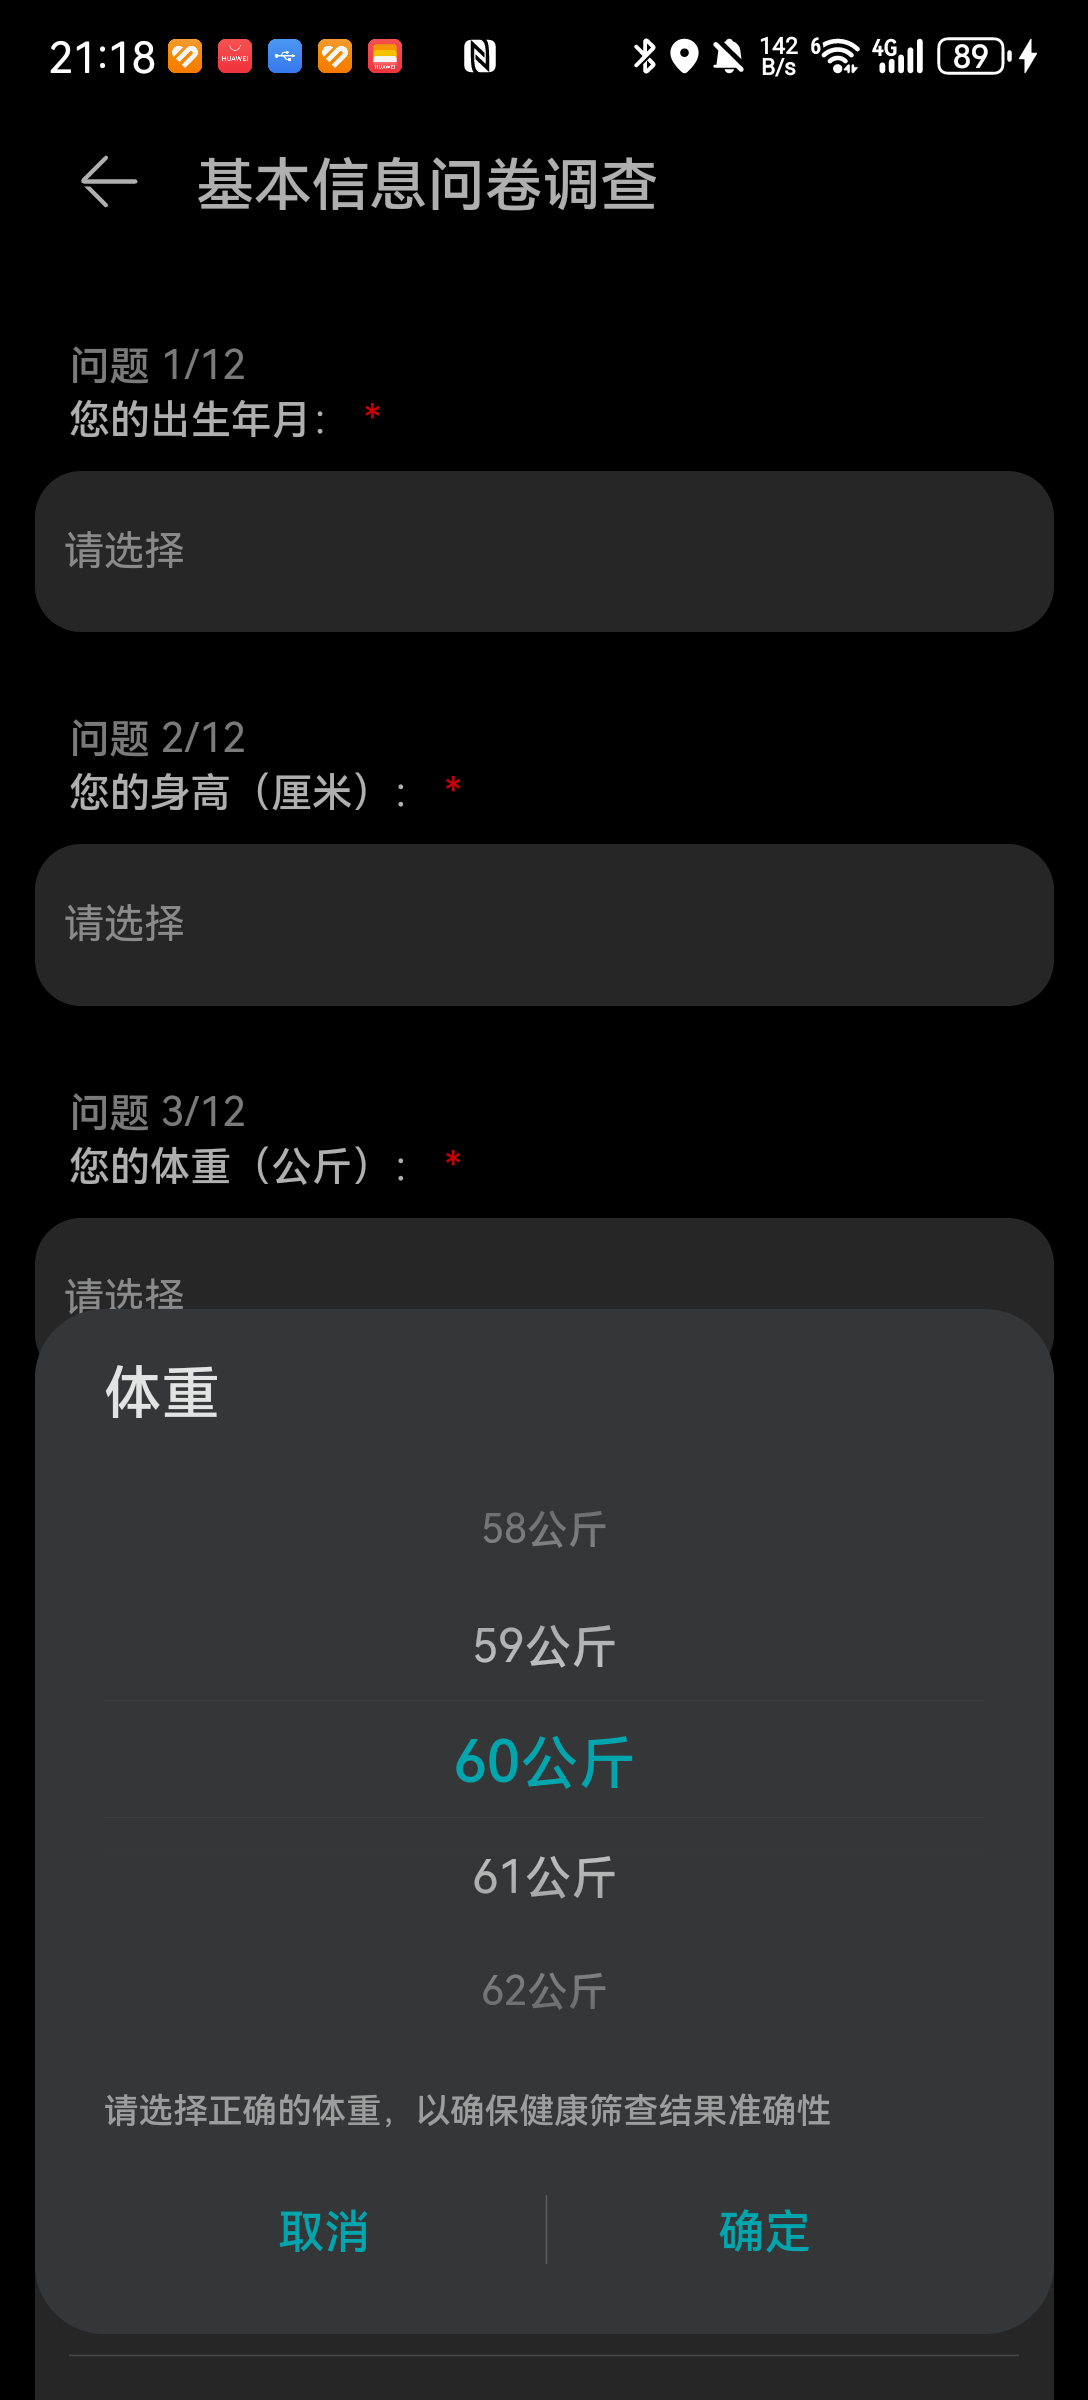 21:18 HUAWEI HUAWEI 142 B/s 6 4G 89
基本信息问卷调查
问题 1/12
您的出生年月： *
请选择
问题 2/12
您的身高（厘米）： *
请选择
问题 3/12
您的体重（公斤）： *
请选择
体重
58公斤
59公斤
60公斤
61公斤
62公斤
请选择正确的体重，以确保健康筛查结果准确性
取消 确定